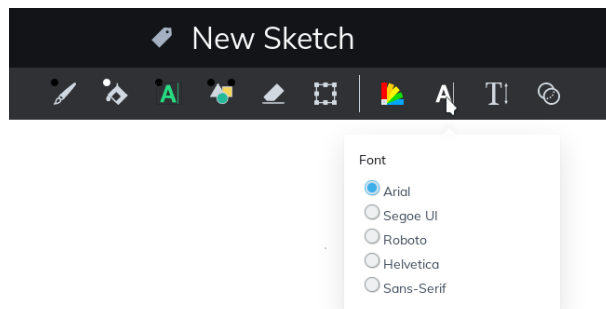 New Sketch
A A T
Font
Arial
Segoe UI
Roboto
Helvetica
Sans-Serif